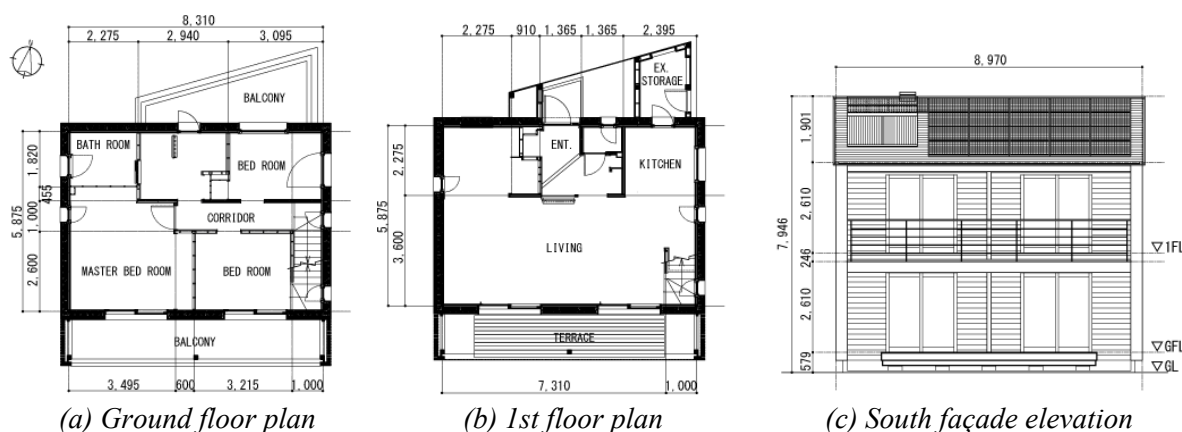 8,310
2,275 2,940 3,095
BALCONY
BATH ROOM
BED ROOM
CORRIDOR
MASTER BED ROOM
BED ROOM
BALCONY
5,875
1,820
455
1,000
2,600
3,495 600 3,215 1,000
(a) Ground floor plan
2,275 910 1,365 1,365 2,395
EX.
STORAGE
ENT.
KITCHEN
LIVING
TERRACE
5,875
2,275
3,600
7,310 1,000
(b) 1st floor plan
8,970
7,946
1,901
2,610
246
2,610
579
▽1FL
▽GFL
▽GL
(c) South façade elevation